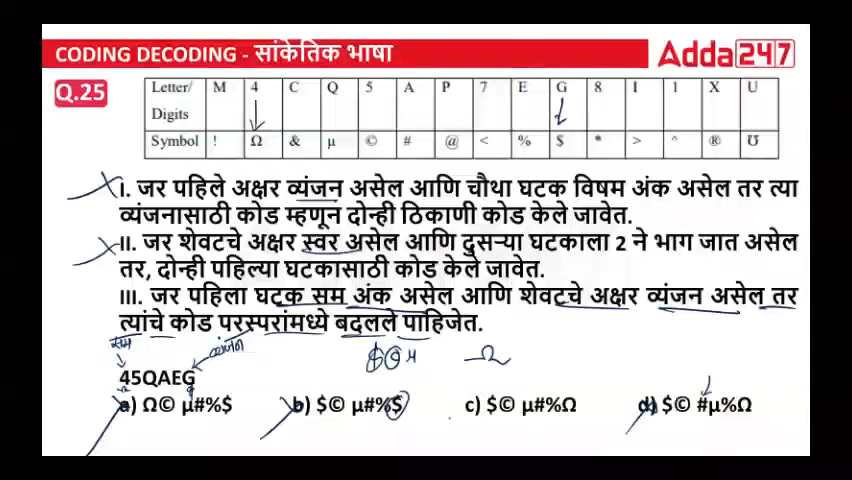 CODING DECODING - सांकेतिक भाषा
Adda247
Q.25
Letter/ Digits M 4 C Q 5 A P 7 E G 8 I 1 X U
Symbol ! Ω & µ © # @ < % $ * > ^ ® ℧
I. जर पहिले अक्षर व्यंजन असेल आणि चौथा घटक विषम अंक असेल तर त्या
व्यंजनासाठी कोड म्हणून दोन्ही ठिकाणी कोड केले जावेत.
II. जर शेवटचे अक्षर स्वर असेल आणि दुसऱ्या घटकाला 2 ने भाग जात असेल
तर, दोन्ही पहिल्या घटकासाठी कोड केले जावेत.
III. जर पहिला घटक सम अंक असेल आणि शेवटचे अक्षर व्यंजन असेल तर
त्यांचे कोड परस्परांमध्ये बदलले पाहिजेत.
सम व्यंजन $©µ Ω
45QAEG
a) Ω© µ#%$ b) $© µ#%$ c) $© µ#%Ω d) $© #µ%Ω